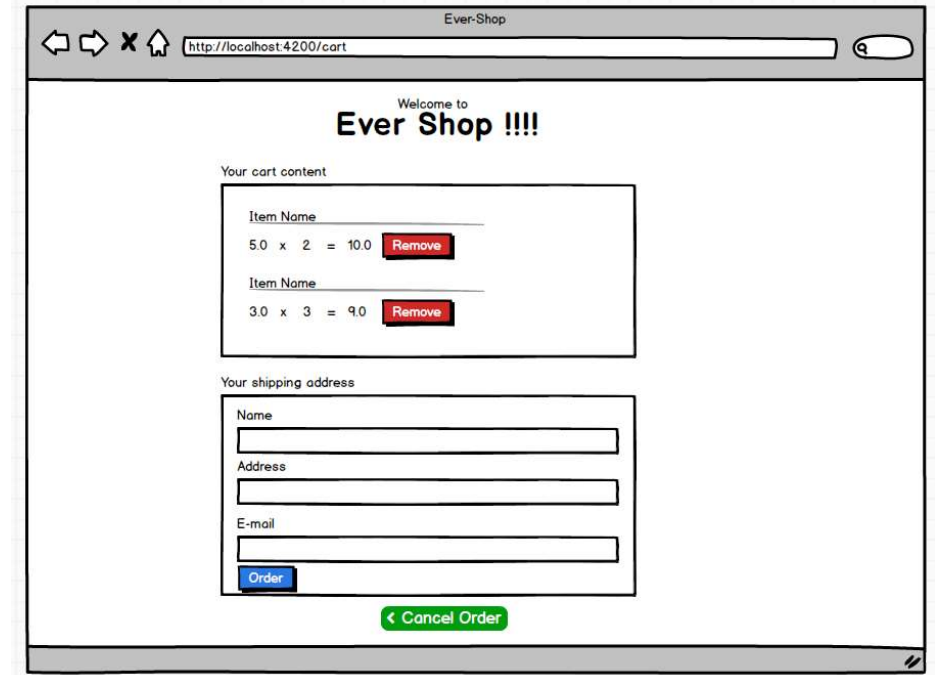 Ever-Shop
http://localhost:4200/cart
Welcome to
Ever Shop !!!!
Your cart content
Item Name
5.0 x 2 = 10.0 Remove
Item Name
3.0 x 3 = 9.0 Remove
Your shipping address
Name
Address
E-mail
Order
Cancel Order